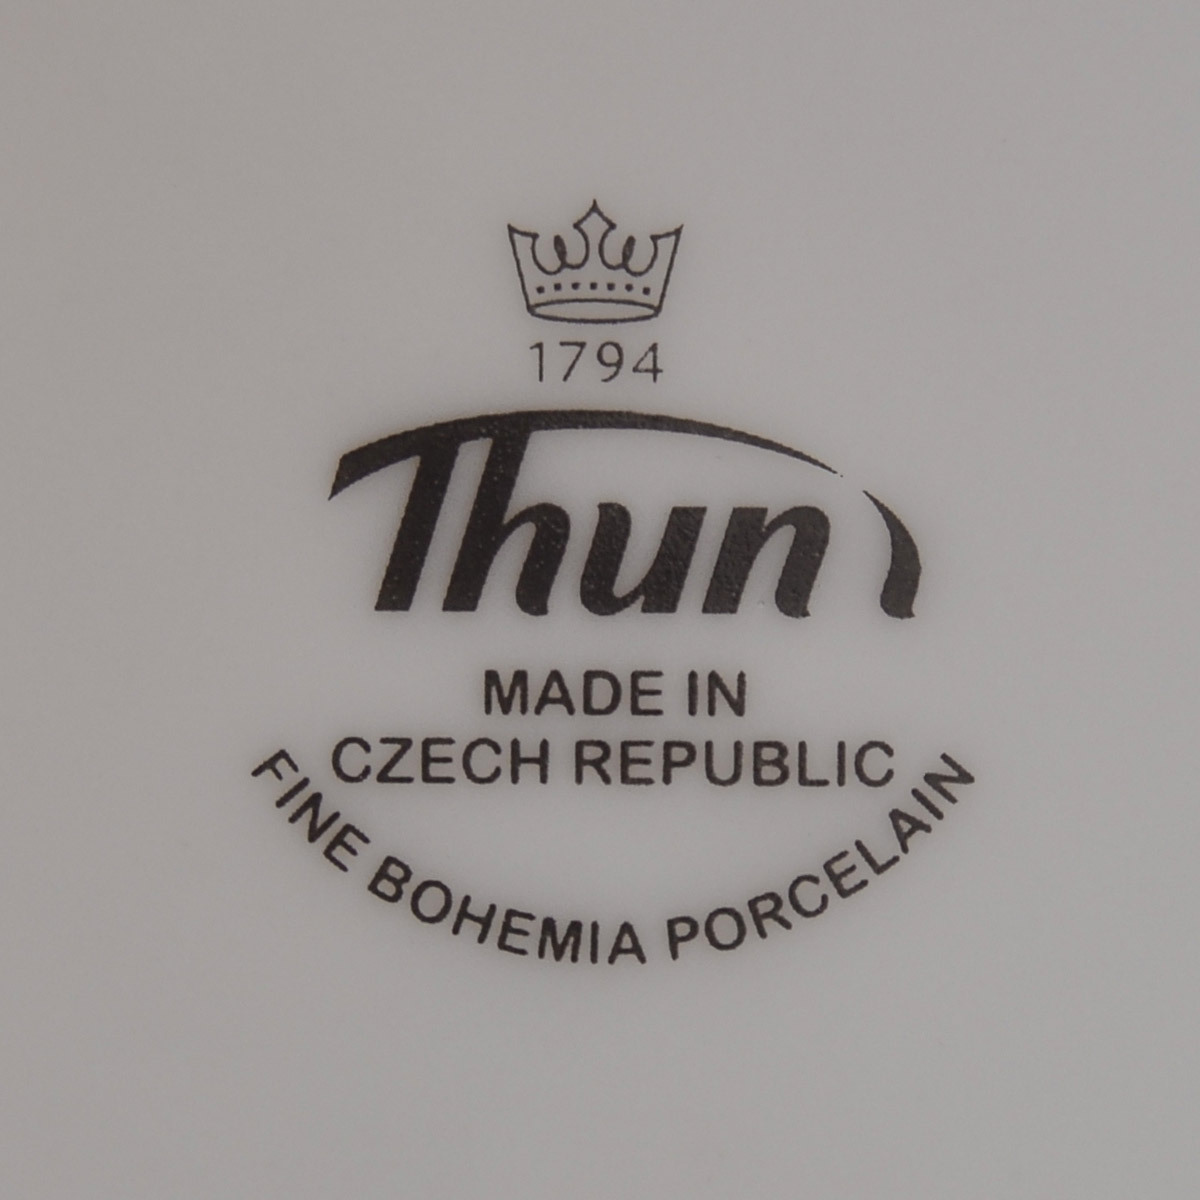 1794
Thun
MADE IN
CZECH REPUBLIC
FINE BOHEMIA PORCELAIN